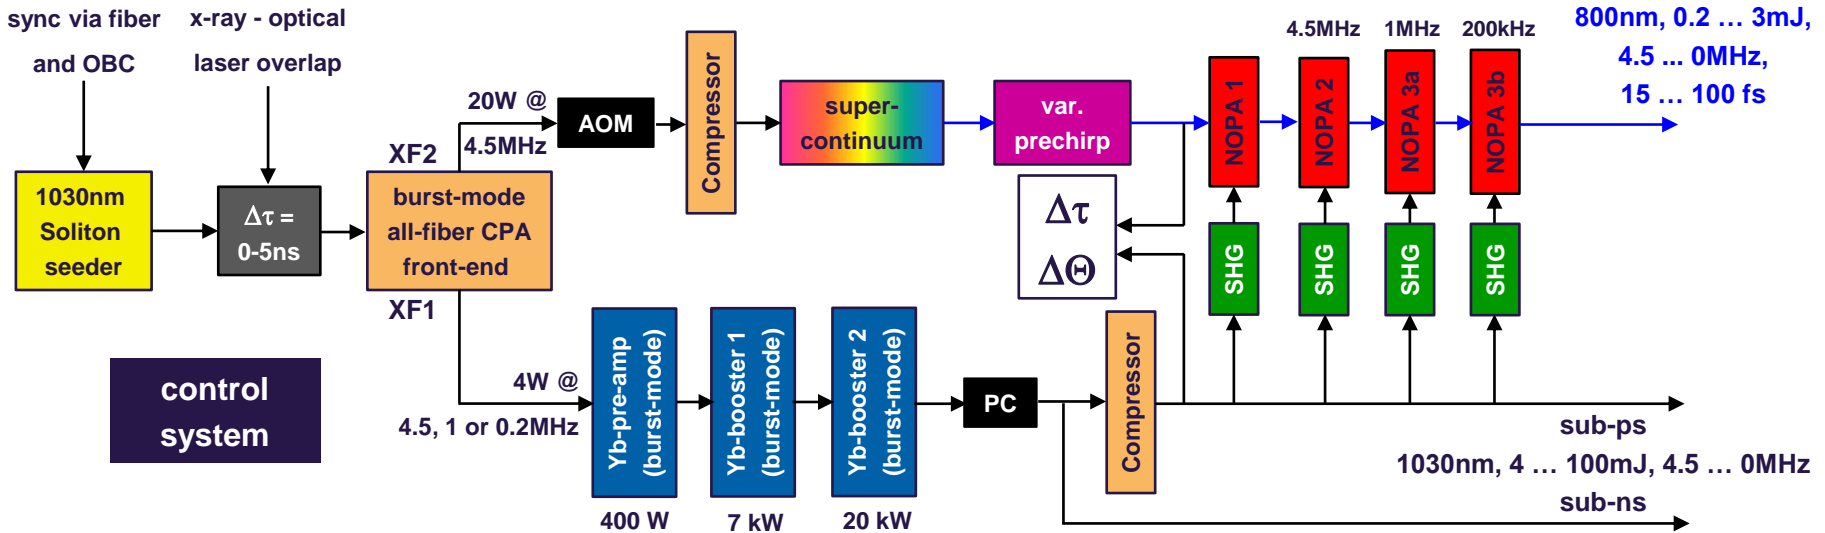 sync via fiber
and OBC
x-ray - optical
laser overlap
1030nm
Soliton
seeder
Δτ =
0-5ns
XF2
burst-mode
all-fiber CPA
front-end
XF1
20W @
4.5MHz
AOM
Compressor
super-
continuum
var.
prechirp
Δτ
ΔΘ
NOPA 1
4.5MHz
NOPA 2
1MHz
NOPA 3a
200kHz
NOPA 3b
SHG
SHG
SHG
SHG
800nm, 0.2 … 3mJ,
4.5 ... 0MHz,
15 … 100 fs
control
system
4W @
4.5, 1 or 0.2MHz
Yb-pre-amp
(burst-mode)
400 W
Yb-booster 1
(burst-mode)
7 kW
Yb-booster 2
(burst-mode)
20 kW
PC
Compressor
sub-ps
1030nm, 4 … 100mJ, 4.5 … 0MHz
sub-ns